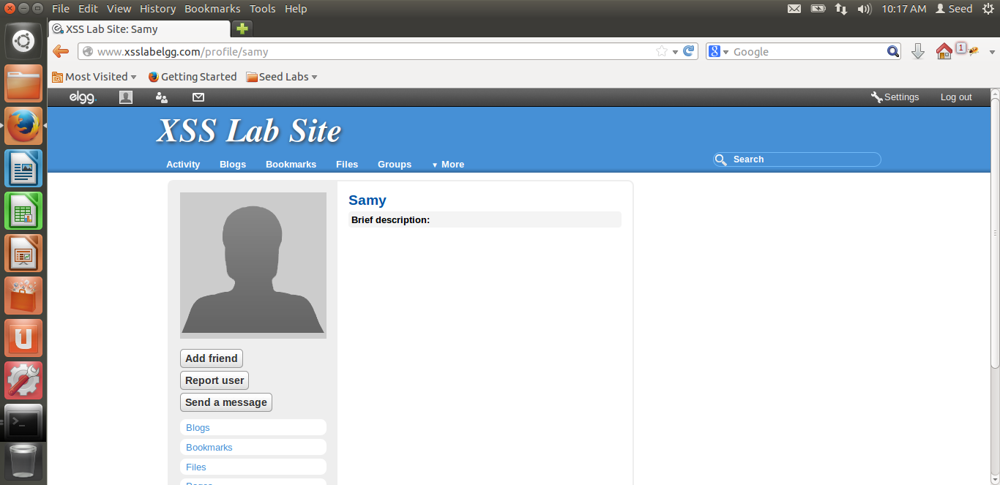 File Edit View History Bookmarks Tools Help 10:17 AM Seed
XSS Lab Site: Samy
www.xsslabelgg.com/profile/samy 8 Google 1
Most Visited Getting Started Seed Labs
elgg. Settings Log out
XSS Lab Site
Activity Blogs Bookmarks Files Groups ▼ More Search
Samy
Brief description:
Add friend
Report user
Send a message
Blogs
Bookmarks
Files
Pages